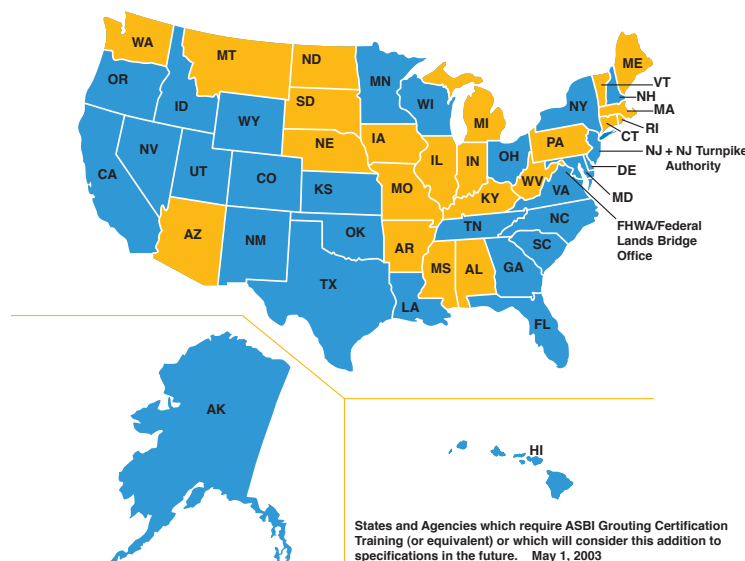 WA
MT
ND
MN
ME
OR
ID
SD
WI
NY
VT
NH
MA
RI
CT
WY
MI
NE
IA
PA
NJ + NJ Turnpike
Authority
NV
UT
IL
IN
OH
DE
CA
CO
KS
MO
WV
VA
MD
KY
NC
FHWA/Federal
Lands Bridge
Office
AZ
NM
OK
TN
AR
SC
TX
MS
AL
GA
LA
FL
AK
HI
States and Agencies which require ASBI Grouting Certification
Training (or equivalent) or which will consider this addition to
specifications in the future. May 1, 2003